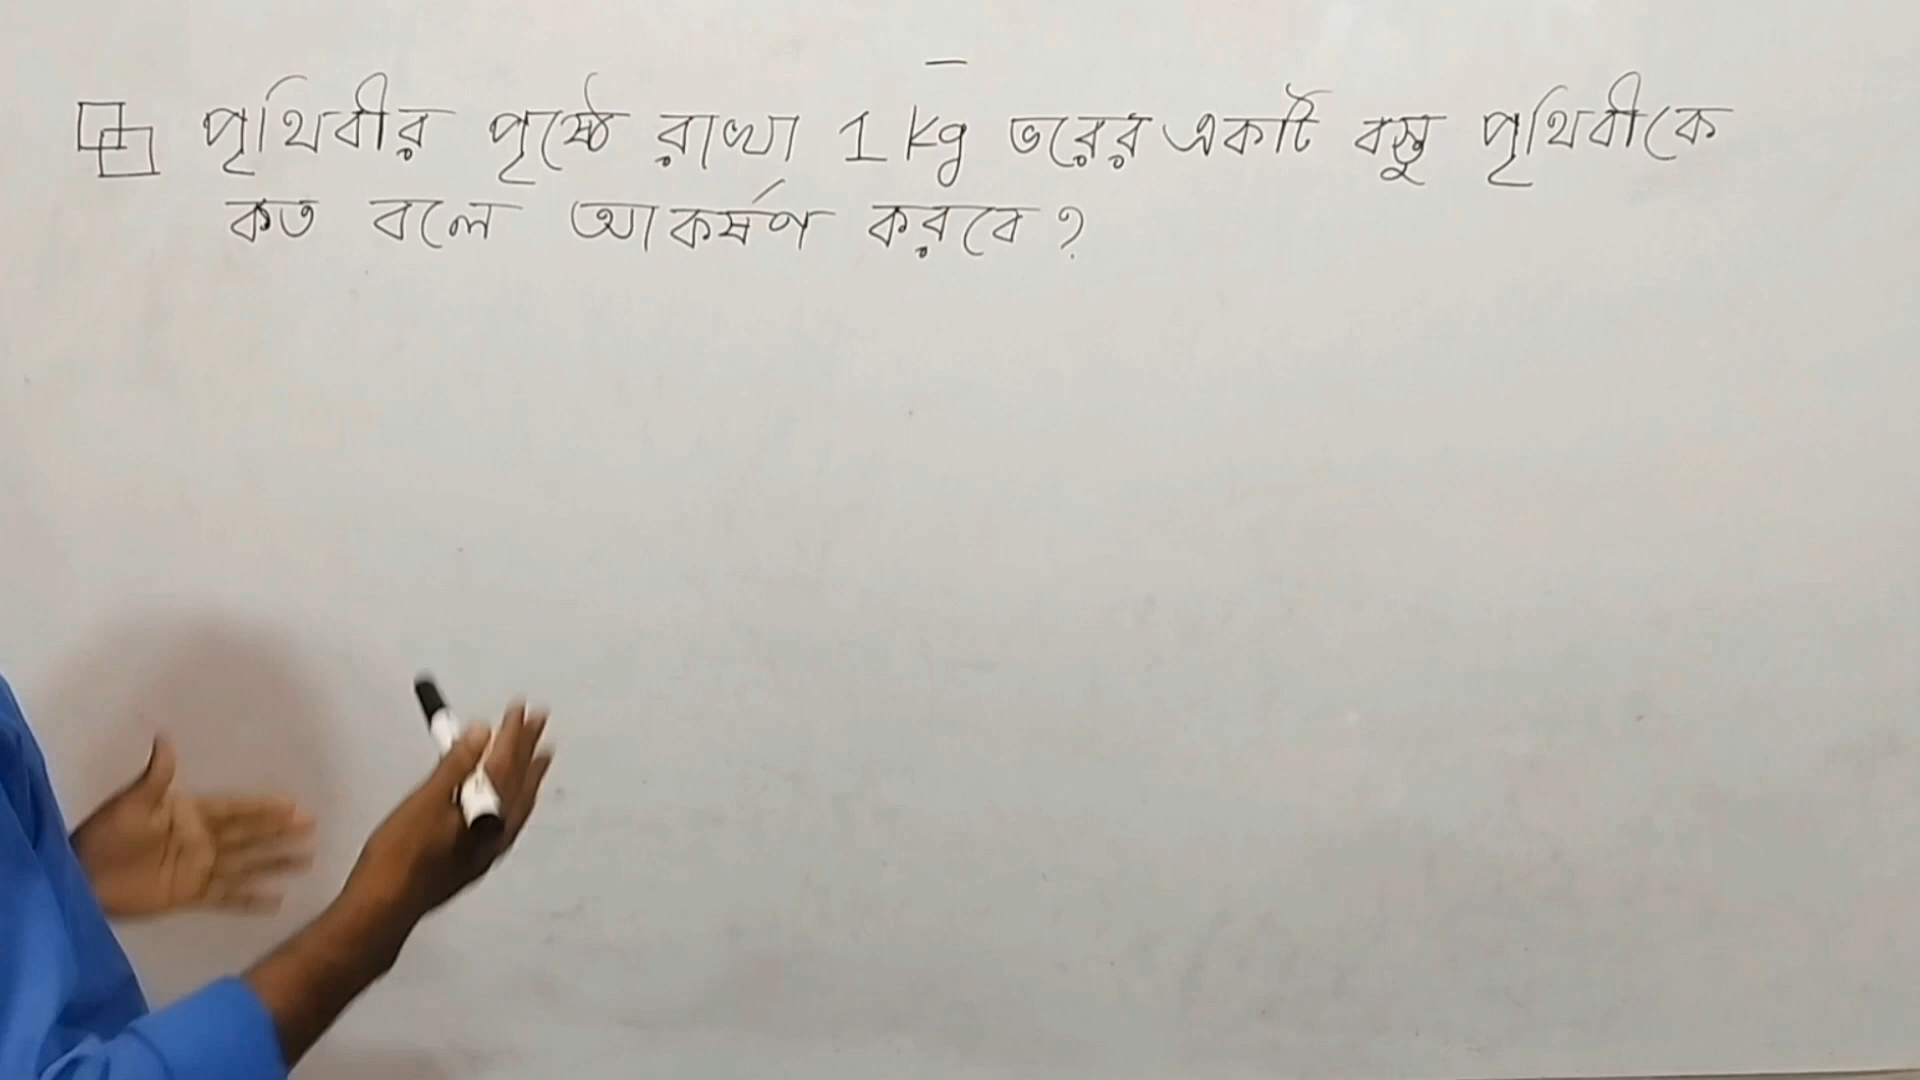 পৃথিবীর পৃষ্ঠে রাখা 1 kg ভরের একটি বস্তু পৃথিবীকে
কত বলে আকর্ষণ করবে?